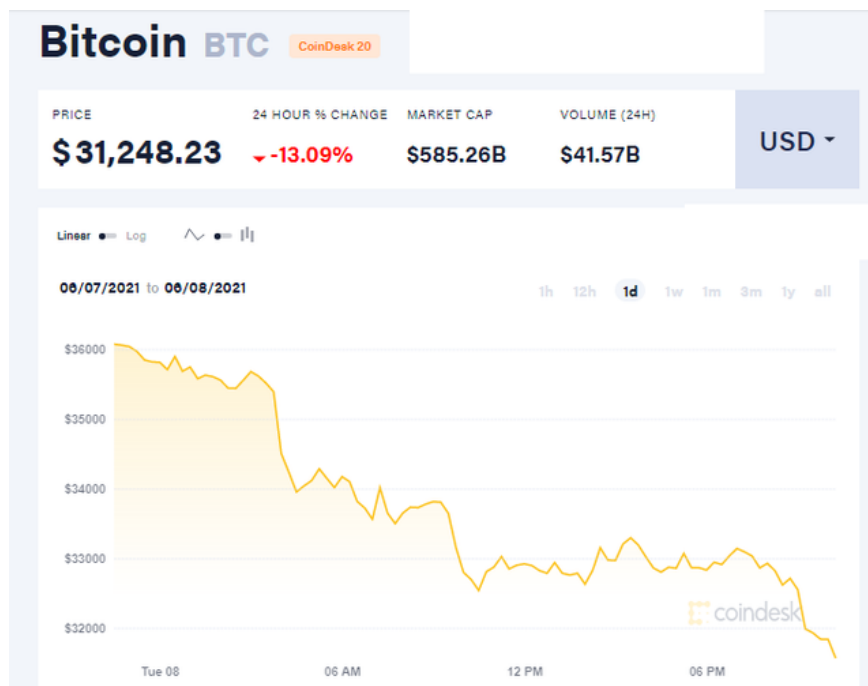 Bitcoin BTC CoinDesk 20
PRICE 24 HOUR % CHANGE MARKET CAP VOLUME (24H)
$31,248.23 -13.09% $585.26B $41.57B USD
Linear Log
06/07/2021 to 06/08/2021 1h 12h 1d 1w 1m 3m 1y all
$36000
$35000
$34000
$33000
coindesk
$32000
Tue 08 06 AM 12 PM 06 PM